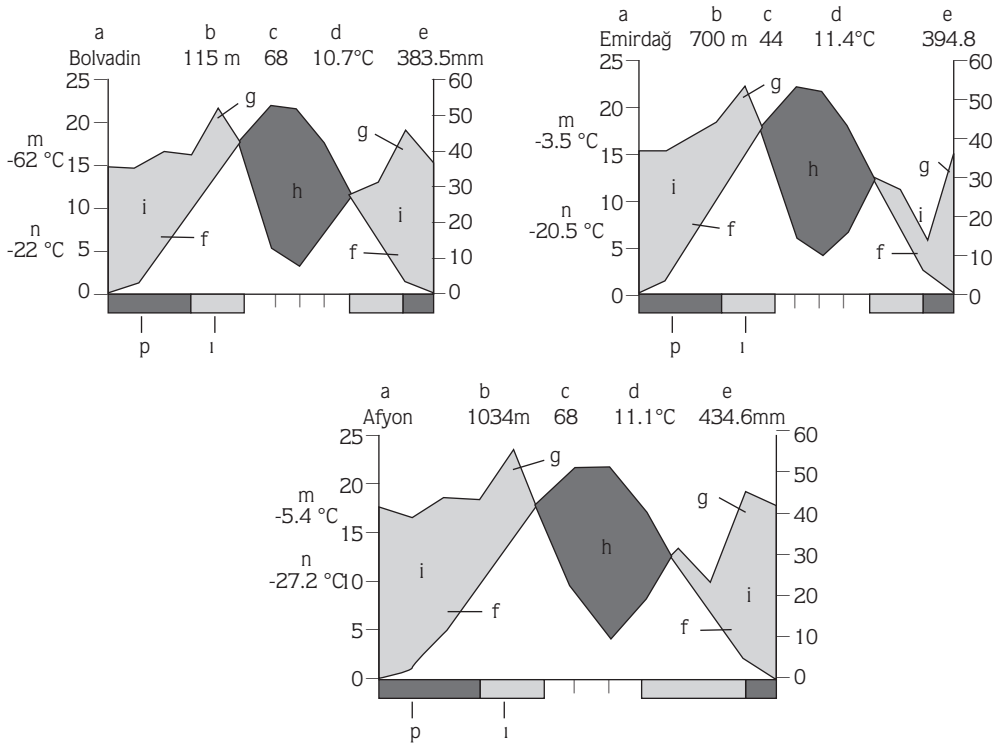 a b c d e
Bolvadin 115 m 68 10.7°C 383.5mm
25 60
20 50
m g g 40
-62 °C 15
h 30
n 10 i i 20
-22 °C 5 f f 10
0 0
p ı
a b c d e
Emirdağ 700 m 44 11.4°C 394.8
25 60
20 g 50
m 40
-3.5 °C 15 g
i h 30
n 10 i 20
-20.5 °C 5 f f 10
0 0
p ı
a b c d e
Afyon 1034m 68 11.1°C 434.6mm
25 60
g 50
20 g
m 40
-5.4 °C 15
h 30
n i i
-27.2 °C 10 20
f f
5 10
0 0
p ı